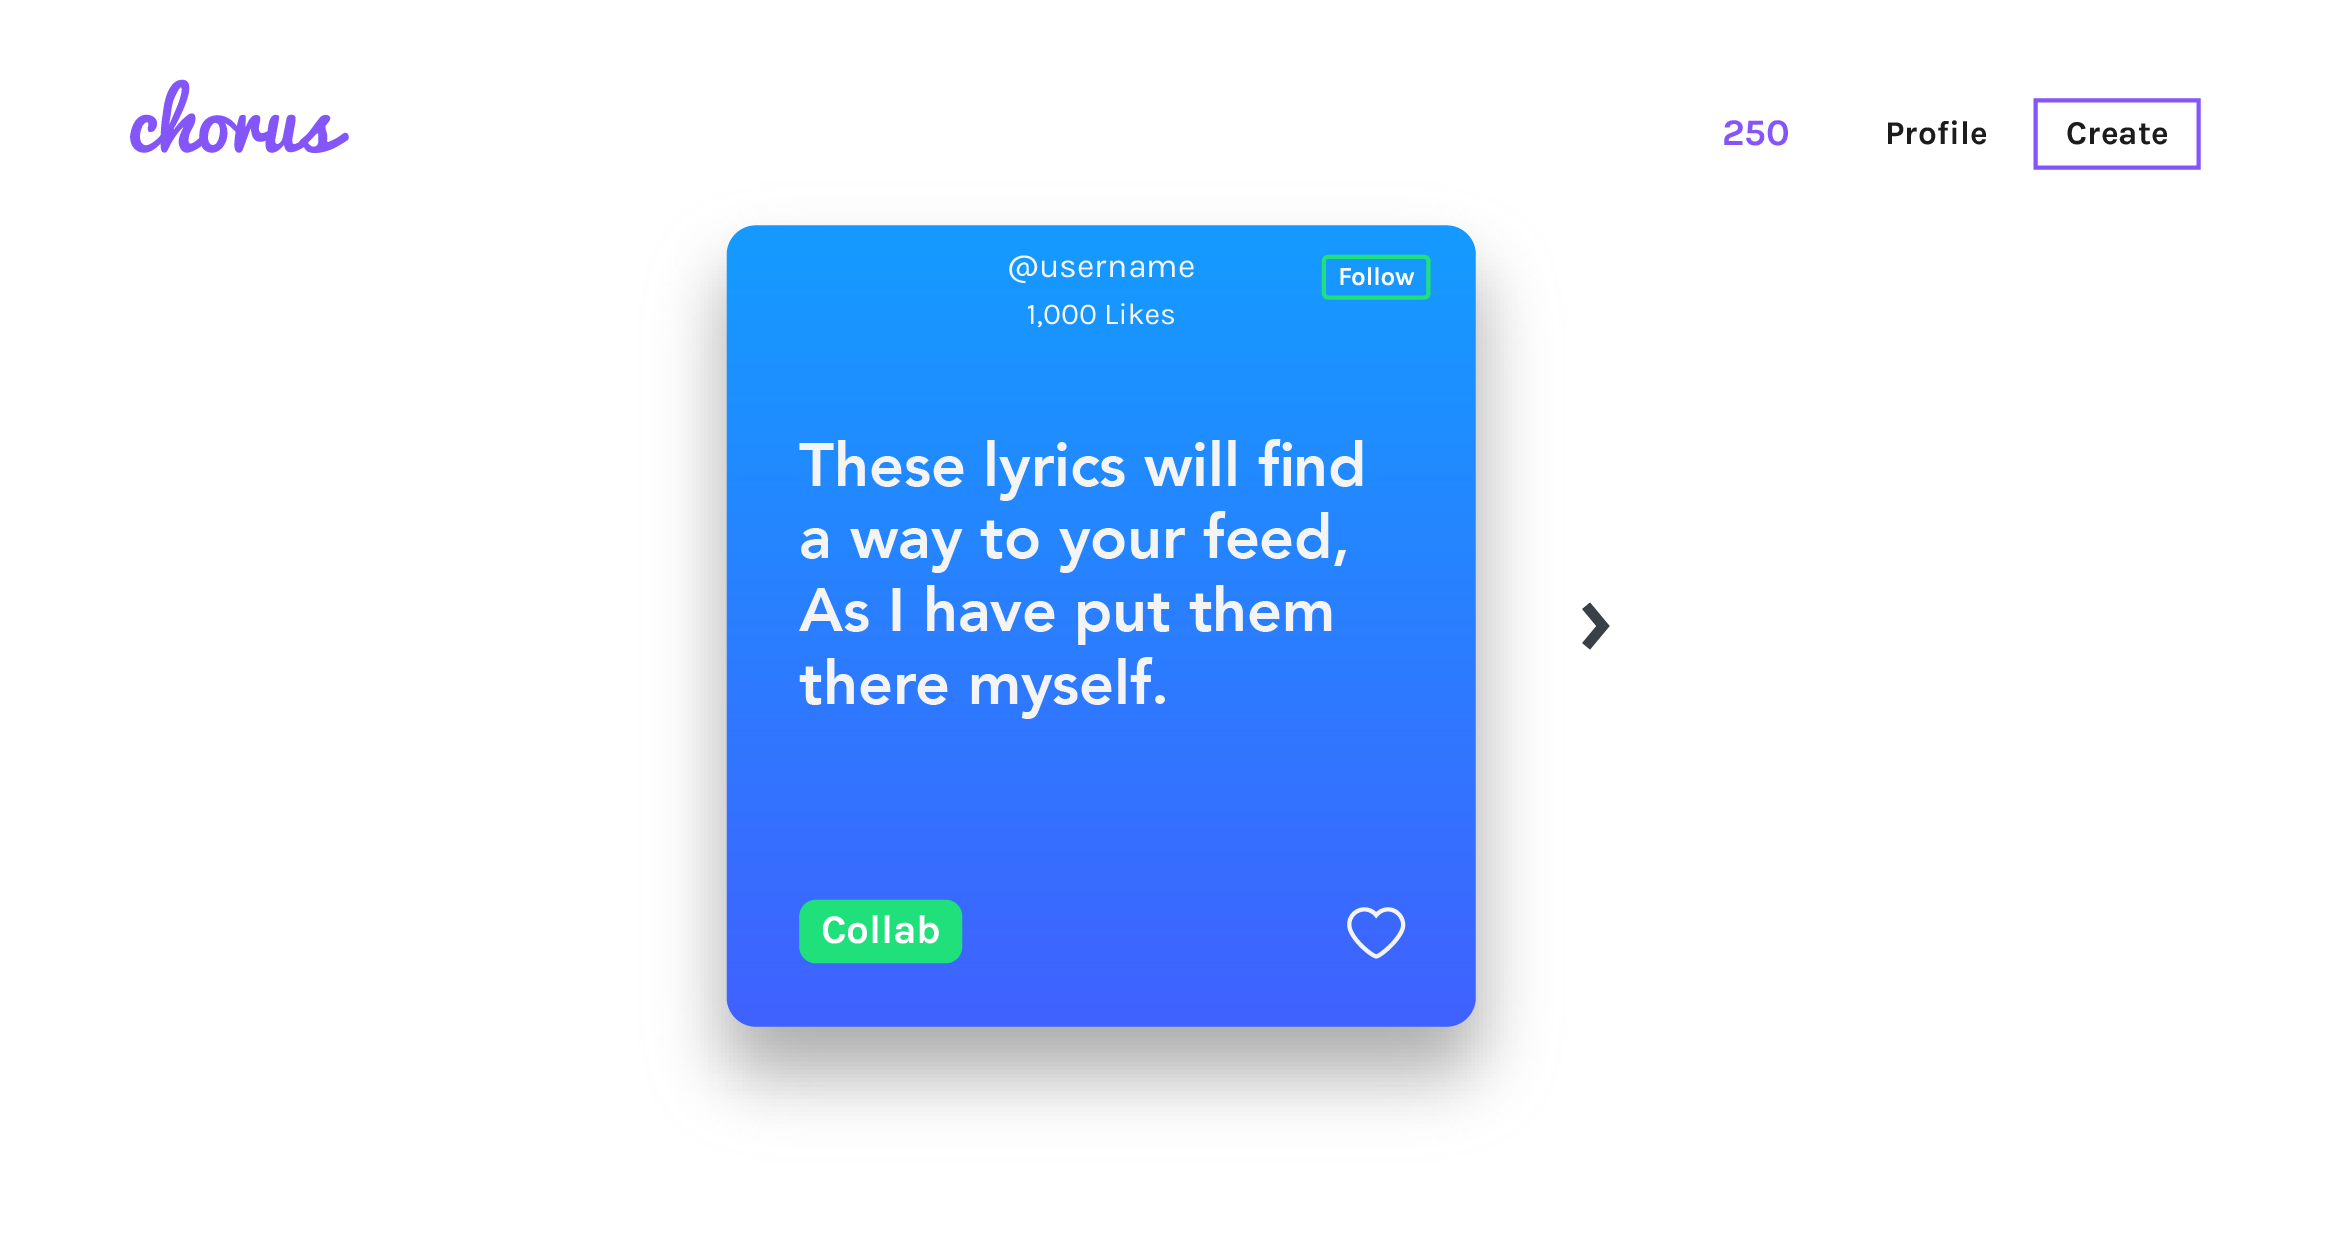 chorus
250
Profile
Create
@username
Follow
1,000 Likes
These lyrics will find
a way to your feed,
As I have put them
there myself.
Collab